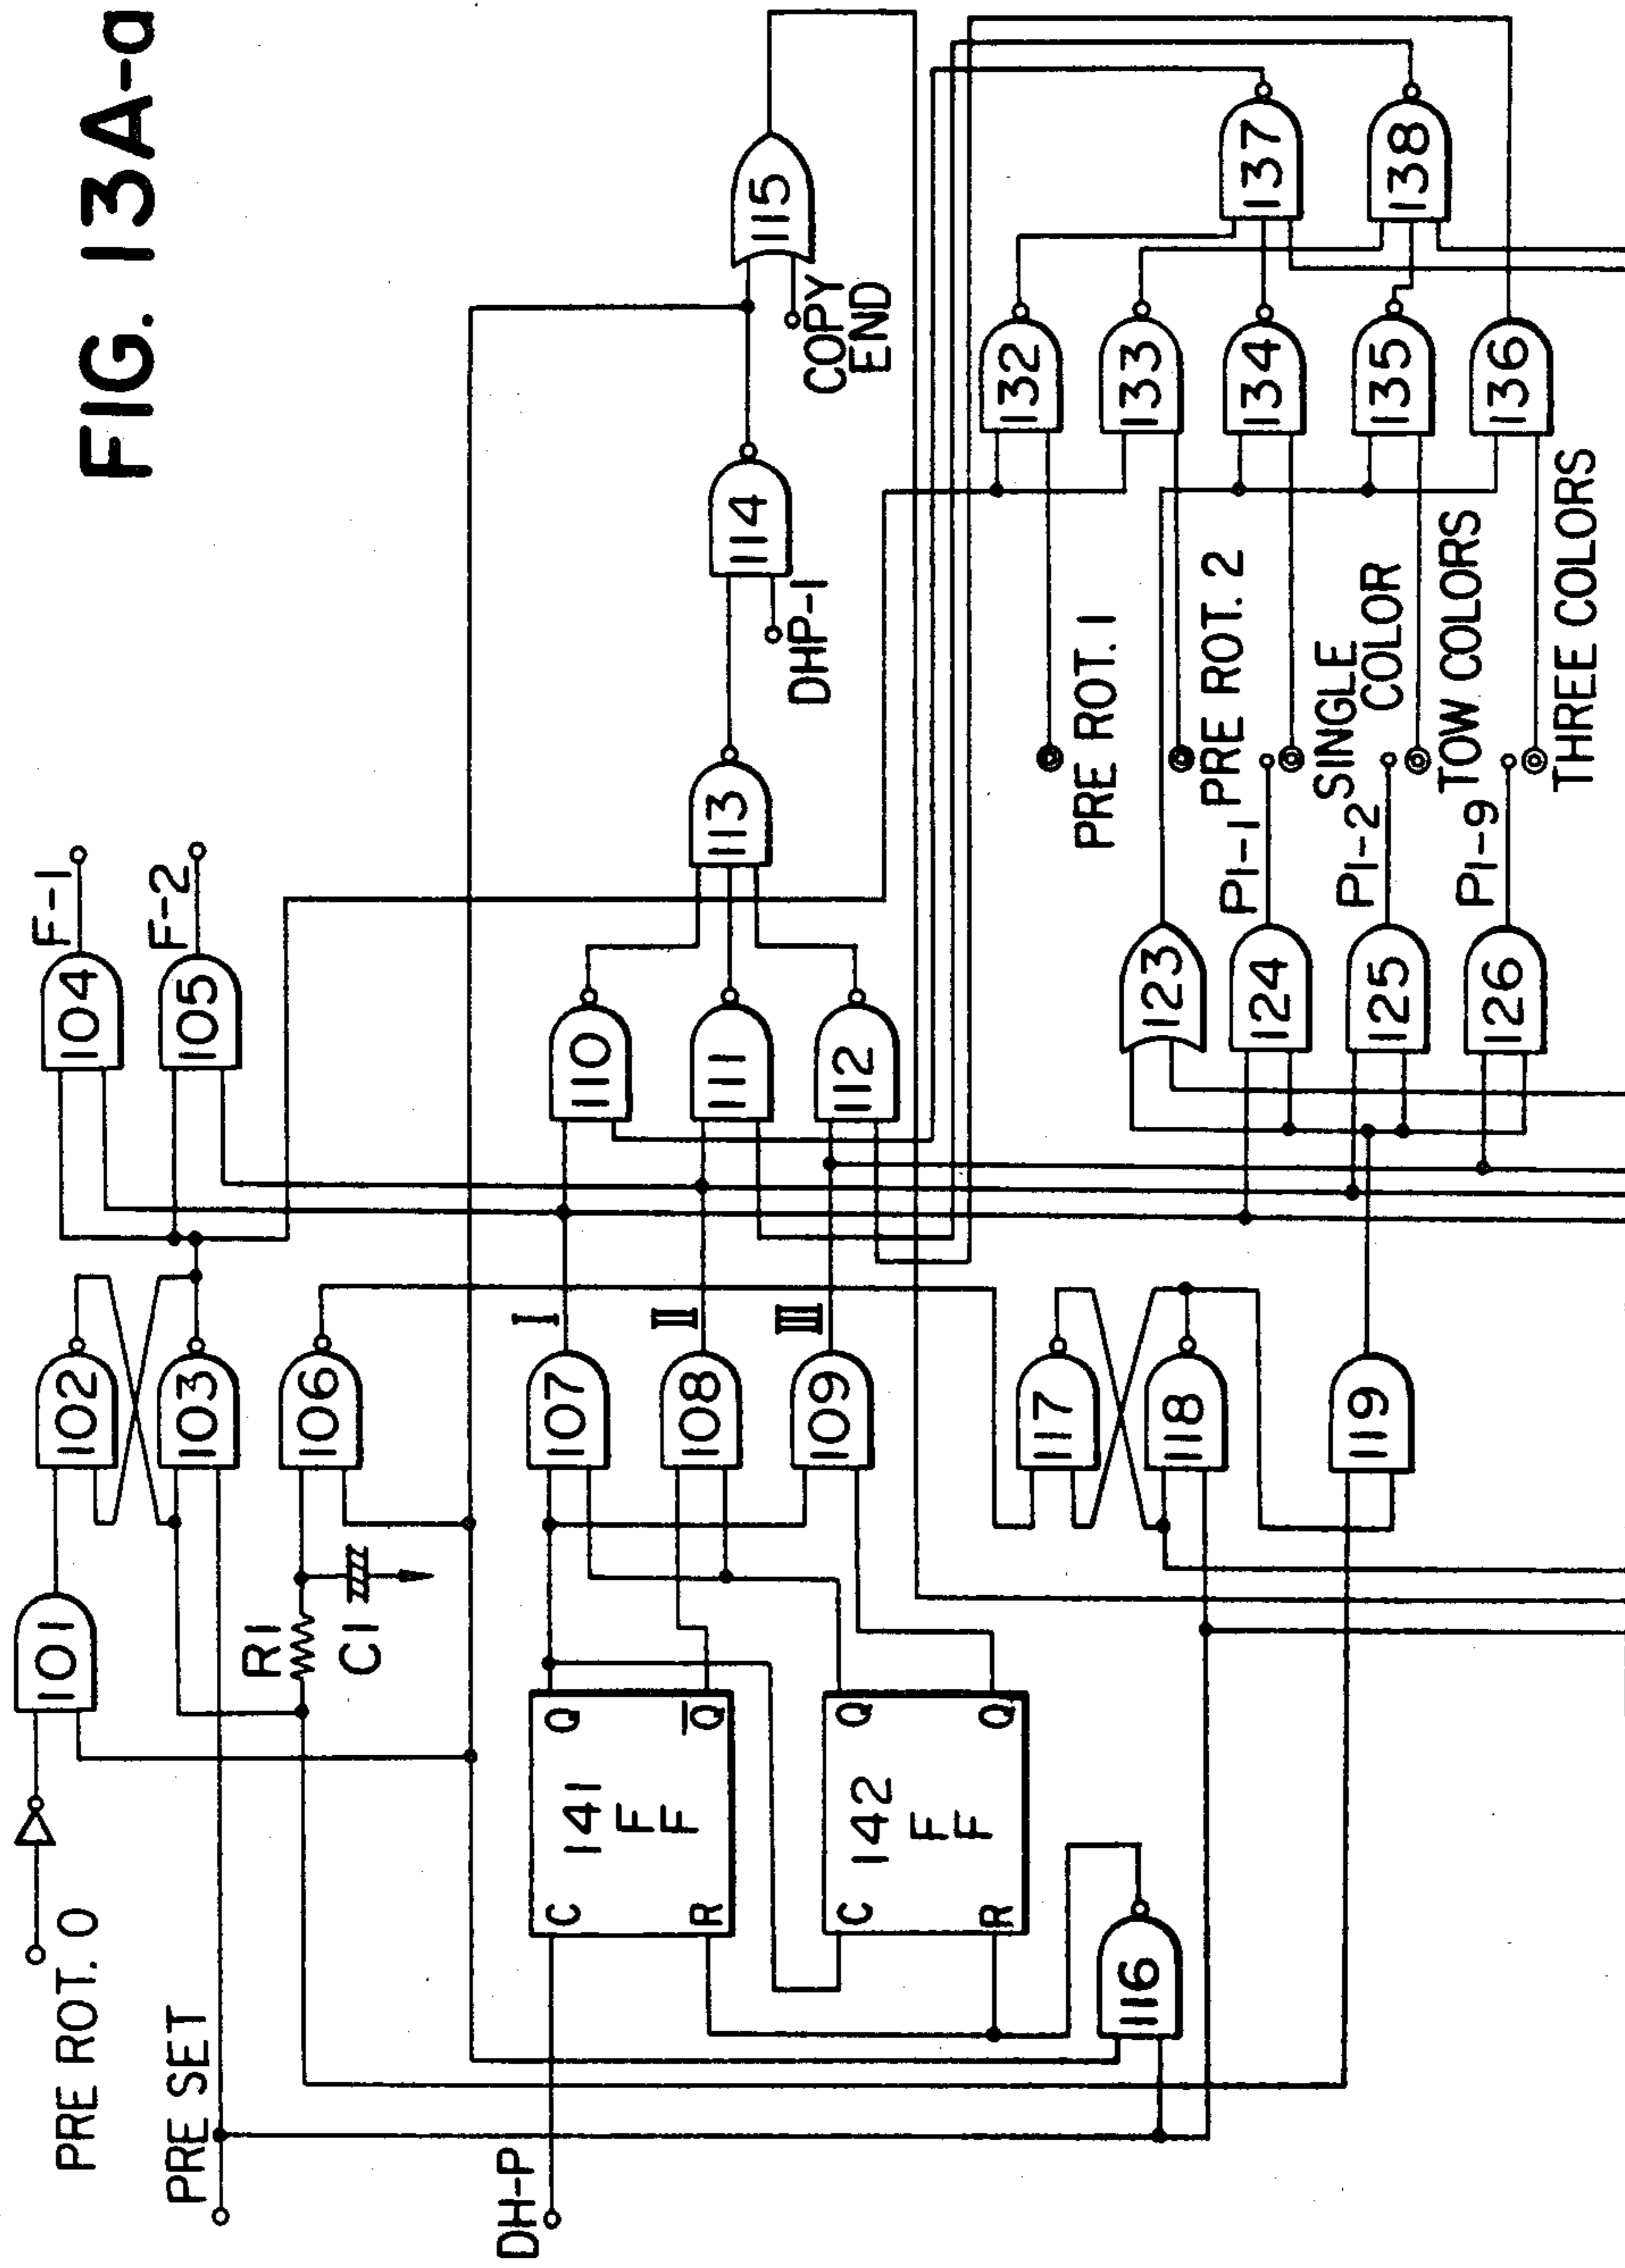 FIG. 13A-a
PRE ROT. 0
101
102
104
F-1
PRE SET
103
105
F-2
R1
C1
106
DH-P
C
R
141
FF
Q
Q
107
I
110
108
II
111
113
114
DHP-1
115
COPY
END
C
R
142
FF
Q
Q
109
III
112
116
117
118
119
123
124
P1-1
125
P1-2
126
P1-9
PRE ROT. 1
PRE ROT. 2
SINGLE
COLOR
TOW COLORS
THREE COLORS
132
133
134
135
136
137
138